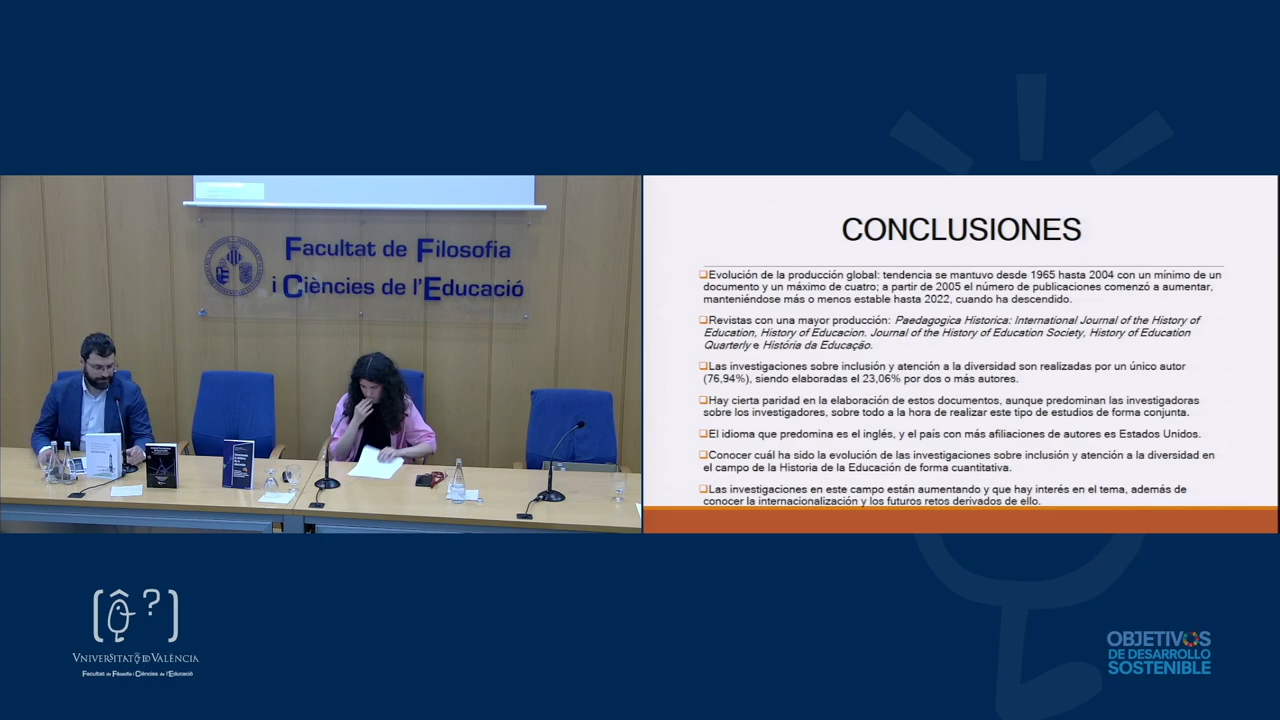 Facultat de Filosofia
i Ciències de l'Educació
CONCLUSIONES
Evolución de la producción global: tendencia se mantuvo desde 1965 hasta 2004 con un mínimo de un
documento y un máximo de cuatro; a partir de 2005 el número de publicaciones comenzó a aumentar,
manteniéndose más o menos estable hasta 2022, cuando ha descendido.
Revistas con una mayor producción: Paedagogica Historica: International Journal of the History of
Education, History of Educacion. Journal of the History of Education Society, History of Education
Quarterly e História da Educação.
Las investigaciones sobre inclusión y atención a la diversidad son realizadas por un único autor
(76,94%), siendo elaboradas el 23,06% por dos o más autores.
Hay cierta paridad en la elaboración de estos documentos, aunque predominan las investigadoras
sobre los investigadores, sobre todo a la hora de realizar este tipo de estudios de forma conjunta.
El idioma que predomina es el inglés, y el país con más afiliaciones de autores es Estados Unidos.
Conocer cuál ha sido la evolución de las investigaciones sobre inclusión y atención a la diversidad en
el campo de la Historia de la Educación de forma cuantitativa.
Las investigaciones en este campo están aumentando y que hay interés en el tema, además de
conocer la internacionalización y los futuros retos derivados de ello.
VNIVERSITAT DE VALÈNCIA
Facultat de Filosofia i Ciències de l'Educació
OBJETIVOS
DE DESARROLLO
SOSTENIBLE